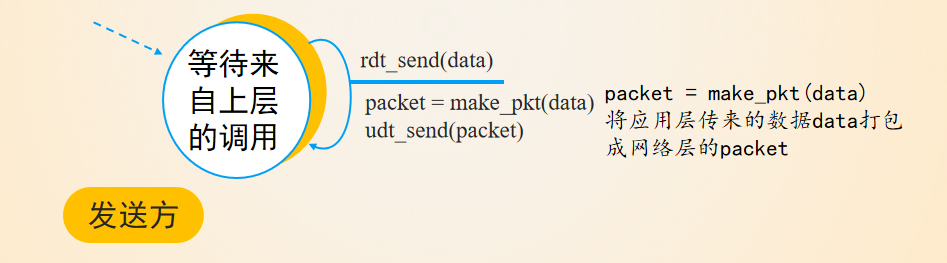 等待来
自上层
的调用
rdt_send(data)
packet = make_pkt(data)
udt_send(packet)
packet = make_pkt(data)
将应用层传来的数据data打包
成网络层的packet
发送方